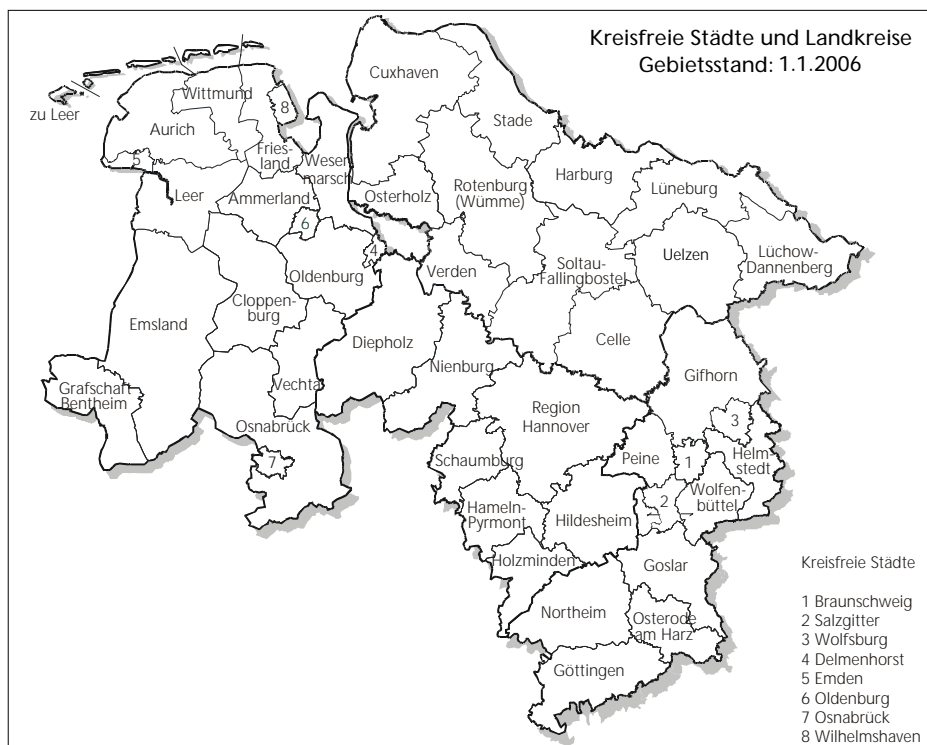 Kreisfreie Städte und Landkreise
Gebietsstand: 1.1.2006
zu Leer
Cuxhaven
Wittmund
8
Stade
Aurich
5
Fries-
land
Weser
marsch
Harburg
Lüneburg
Leer
Ammerland
Osterholz
Rotenburg
(Wümme)
6
4
Oldenburg
Verden
Soltau-
Fallingbostel
Uelzen
Lüchow-
Dannenberg
Cloppen-
burg
Emsland
Diepholz
Celle
Nienburg
Gifhorn
Grafschaft
Bentheim
Vechta
Region
Hannover
3
Osnabrück
7
Schaumburg
Peine
1
Helm-
stedt
2
Wolfen-
büttel
Hameln-
Pyrmont
Hildesheim
Holzminden
Goslar
Northeim
Osterode
am Harz
Göttingen
Kreisfreie Städte
1 Braunschweig
2 Salzgitter
3 Wolfsburg
4 Delmenhorst
5 Emden
6 Oldenburg
7 Osnabrück
8 Wilhelmshaven